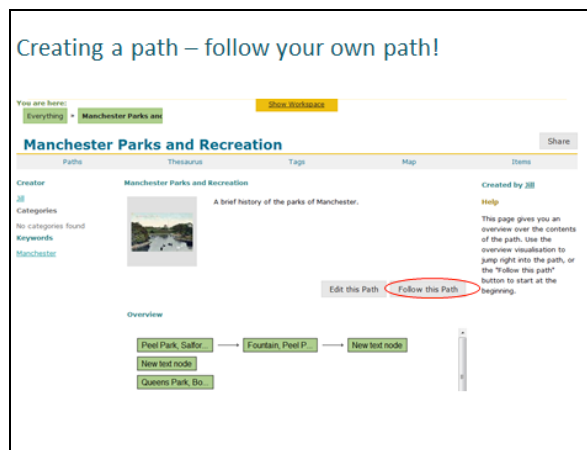 Creating a path – follow your own path!
You are here:
Everything » Manchester Parks and
Show Workspace
Manchester Parks and Recreation
Share
Paths Thesaurus Tags Map Items
Creator
Jill
Categories
No categories found
Keywords
Manchester
Manchester Parks and Recreation
A brief history of the parks of Manchester.
Edit this Path Follow this Path
Overview
Peel Park, Salfor... Fountain, Peel P... New text node
New text node
Queens Park, Bo...
Created by Jill
Help
This page gives you an
overview over the contents
of the path. Use the
overview visualisation to
jump right into the path, or
the "Follow this path"
button to start at the
beginning.